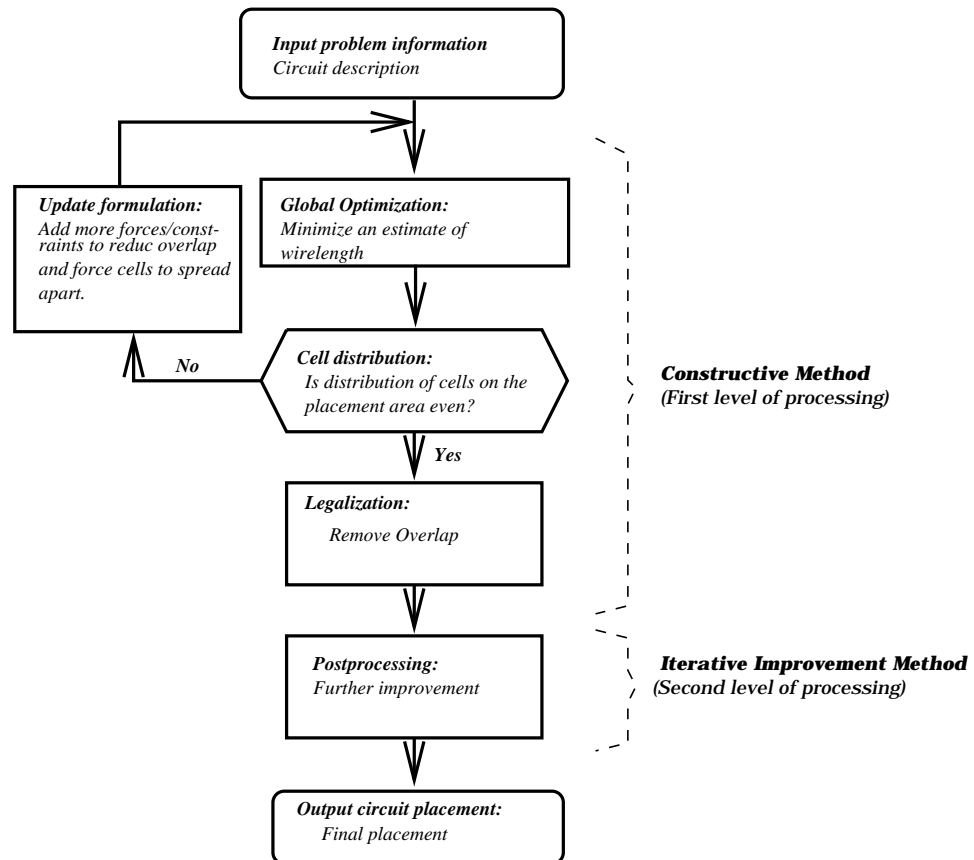 Input problem information
Circuit description
Update formulation:
Add more forces/const-
raints to reduc overlap
and force cells to spread
apart.
Global Optimization:
Minimize an estimate of
wirelength
No
Cell distribution:
Is distribution of cells on the
placement area even?
Yes
Constructive Method
(First level of processing)
Legalization:
Remove Overlap
Postprocessing:
Further improvement
Iterative Improvement Method
(Second level of processing)
Output circuit placement:
Final placement